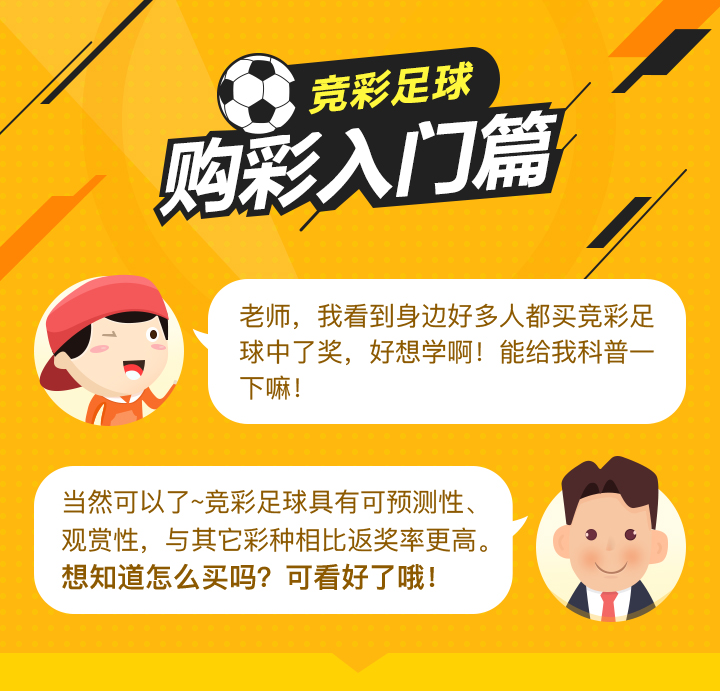 竞彩足球
购彩入门篇
老师，我看到身边好多人都买竞彩足
球中了奖，好想学啊！能给我科普一
下嘛！
当然可以了~竞彩足球具有可预测性、
观赏性，与其它彩种相比返奖率更高。
想知道怎么买吗？可看好了哦！